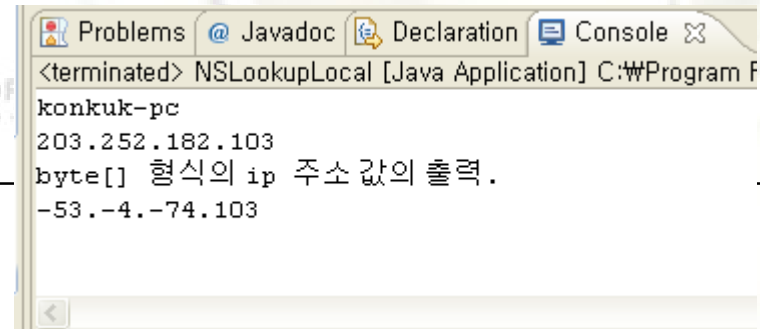 Problems @ Javadoc Declaration Console
<terminated> NSLookupLocal [Java Application] C:₩Program F
konkuk-pc
203.252.182.103
byte[] 형식의 ip 주소 값의 출력.
-53.-4.-74.103